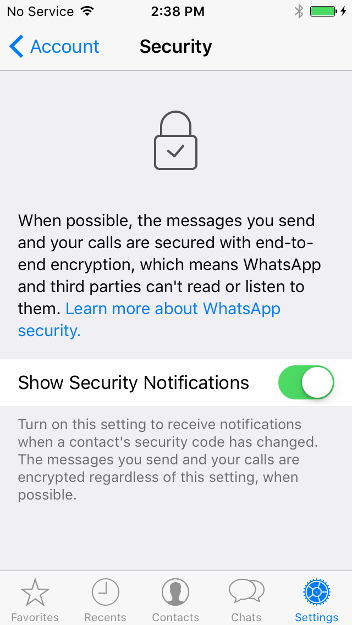 No Service 2:38 PM
Account Security
When possible, the messages you send
and your calls are secured with end-to-
end encryption, which means WhatsApp
and third parties can't read or listen to
them. Learn more about WhatsApp
security.
Show Security Notifications
Turn on this setting to receive notifications
when a contact's security code has changed.
The messages you send and your calls are
encrypted regardless of this setting, when
possible.
Favorites Recents Contacts Chats Settings